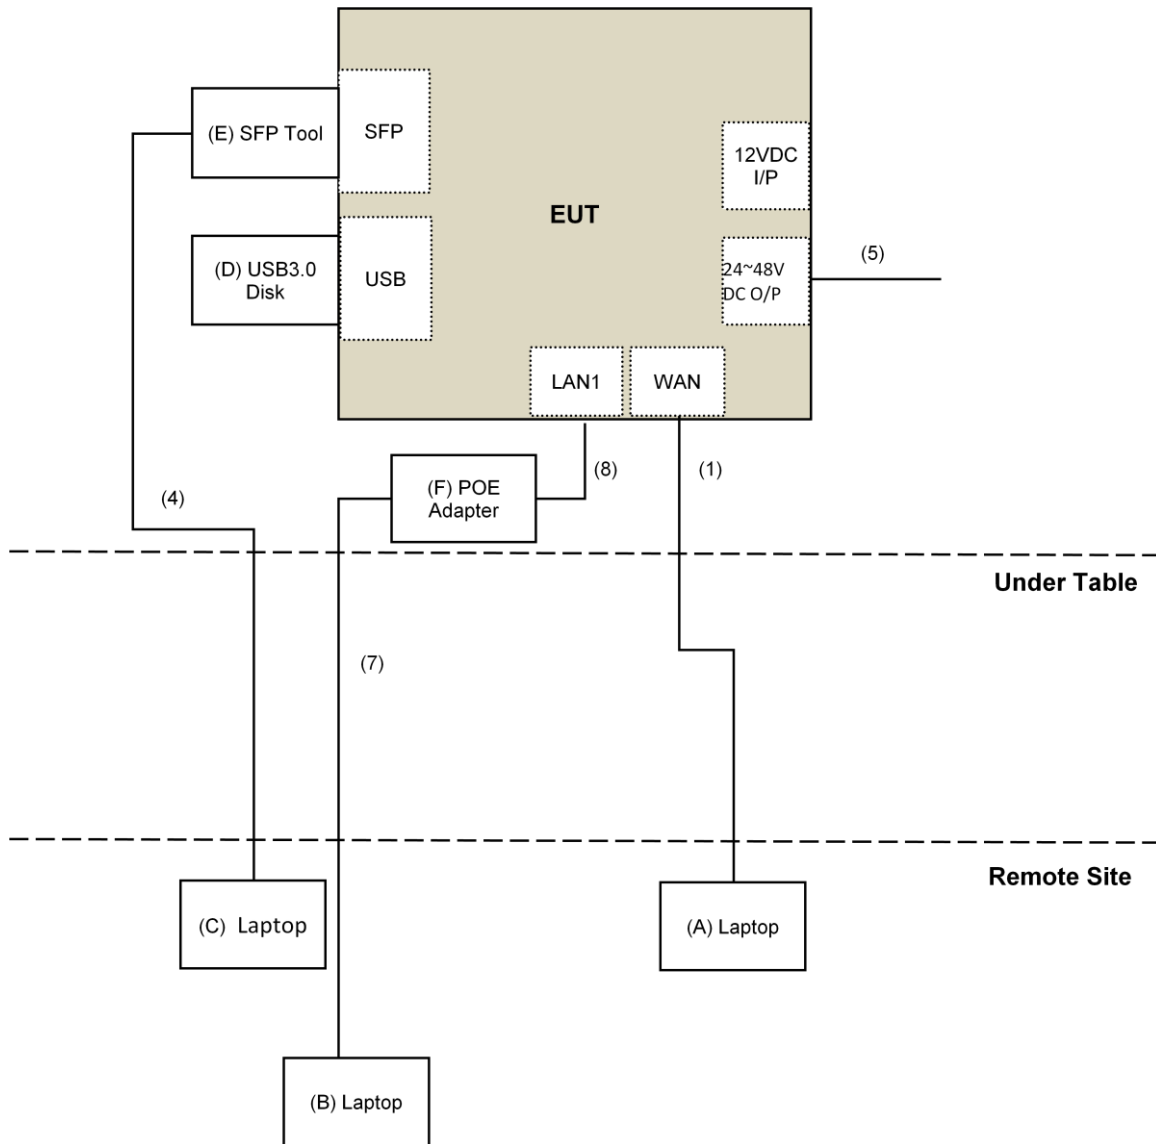 (E) SFP Tool
SFP
12VDC
I/P
EUT
(D) USB3.0
Disk
USB
24~48V
DC O/P
(5)
LAN1
WAN
(F) POE
Adapter
(8)
(1)
(4)
Under Table
(7)
Remote Site
(C) Laptop
(A) Laptop
(B) Laptop